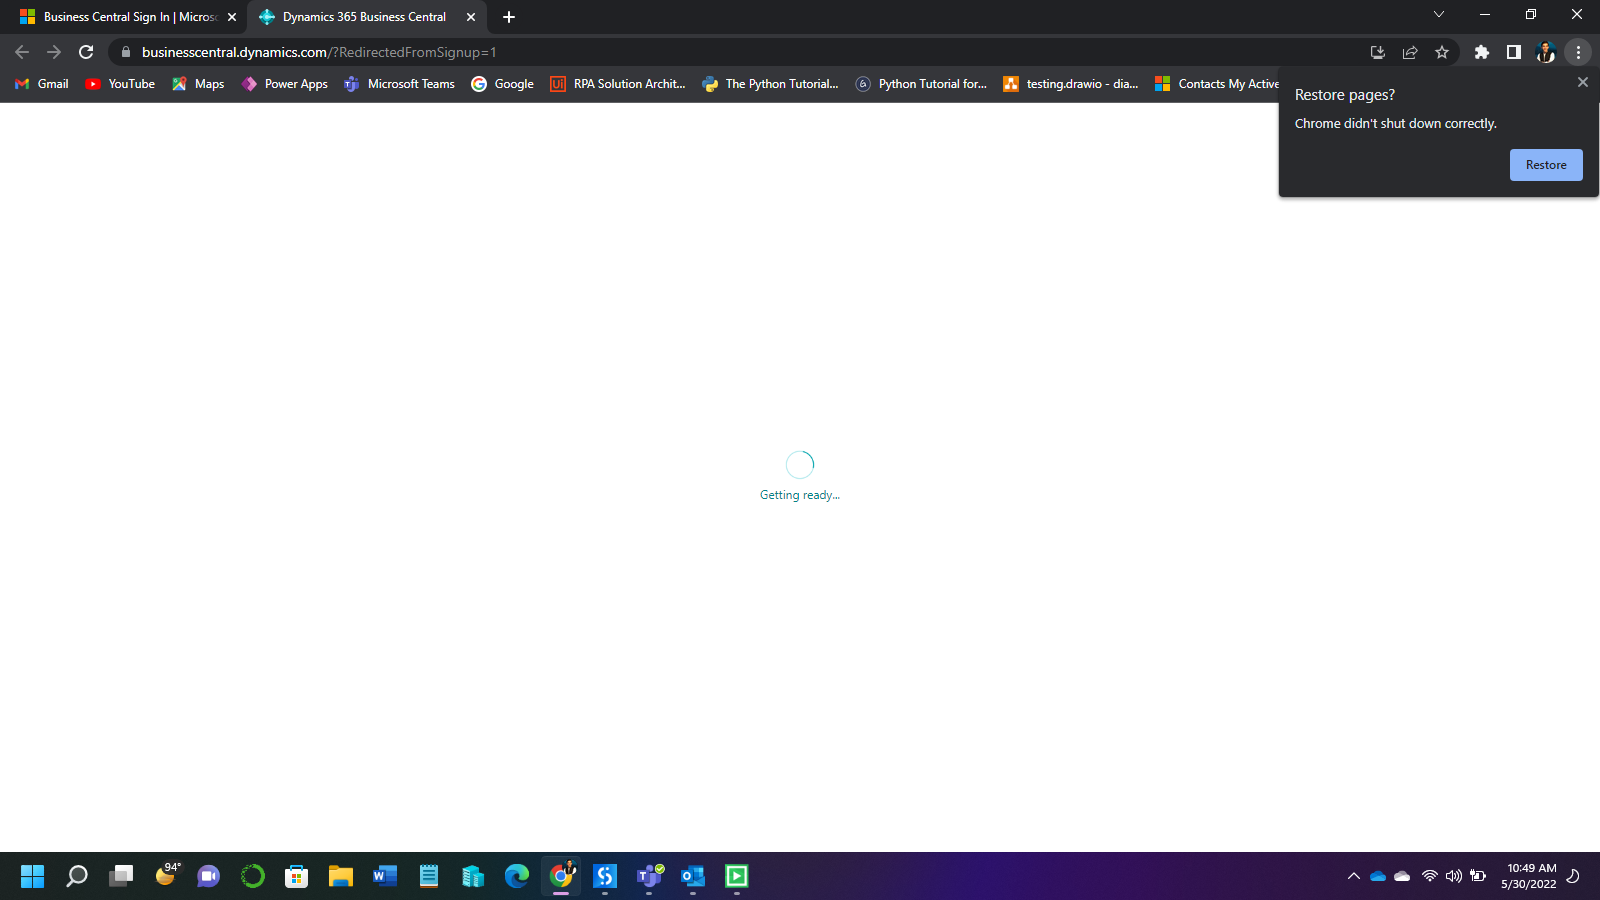 Business Central Sign In | Micros
Dynamics 365 Business Central
businesscentral.dynamics.com/?RedirectedFromSignup=1
Gmail
YouTube
Maps
Power Apps
Microsoft Teams
Google
Ui
RPA Solution Archit...
The Python Tutorial...
Python Tutorial for...
testing.drawio - dia...
Contacts My Active
Restore pages?
Chrome didn't shut down correctly.
Restore
Getting ready...
94°
10:49 AM
5/30/2022